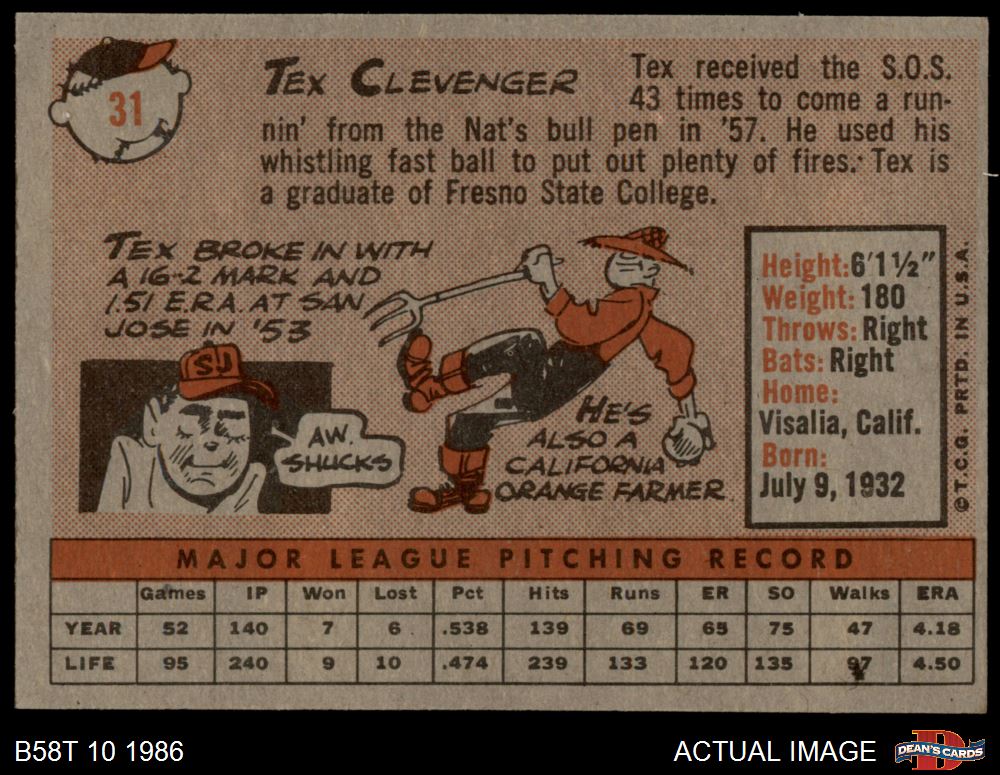 31
TEX CLEVENGER
Tex received the S.O.S.
43 times to come a run-
nin' from the Nat's bull pen in '57. He used his
whistling fast ball to put out plenty of fires. Tex is
a graduate of Fresno State College.
TEX BROKE IN WITH
A 16-2 MARK AND
1.51 E.R.A. AT SAN
JOSE IN '53
SJ
AW.
SHUCKS
HE'S
ALSO A
CALIFORNIA
ORANGE FARMER
Height: 6'1½"
Weight: 180
Throws: Right
Bats: Right
Home:
Visalia, Calif.
Born:
July 9, 1932
©T.C.G. PRTD. IN U.S.A.
MAJOR LEAGUE PITCHING RECORD
Games IP Won Lost Pct Hits Runs ER SO Walks ERA
YEAR 52 140 7 6 .538 139 69 65 75 47 4.18
LIFE 95 240 9 10 .474 239 133 120 135 97 4.50
B58T 10 1986
ACTUAL IMAGE
DEAN'S CARDS